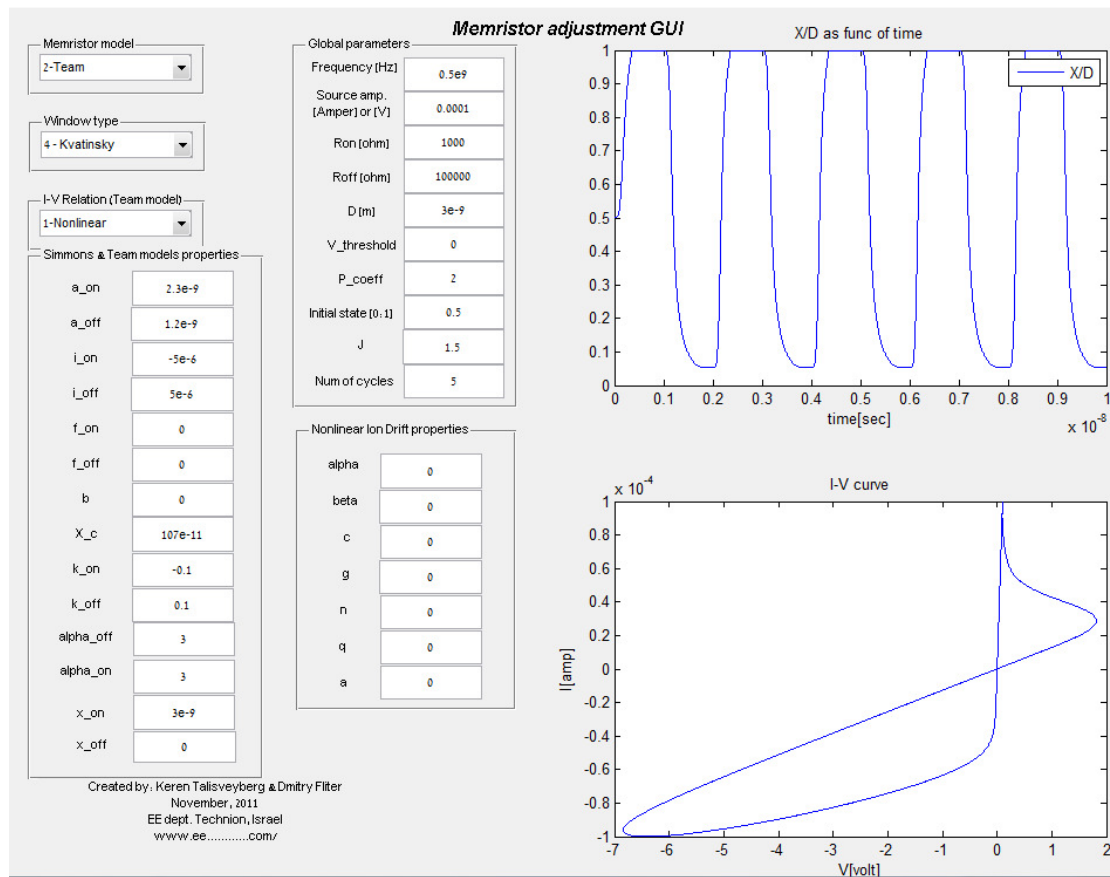 Memristor adjustment GUI
Memristor model
2-Team
Window type
4 - Kvatinsky
I-V Relation (Team model)
1-Nonlinear
Simmons & Team models properties
a_on 2.3e-9
a_off 1.2e-9
i_on -5e-6
i_off 5e-6
f_on 0
f_off 0
b 0
X_c 107e-11
k_on -0.1
k_off 0.1
alpha_off 3
alpha_on 3
x_on 3e-9
x_off 0
Created by: Keren Talisveyberg & Dmitry Fliter
November, 2011
EE dept. Technion, Israel
www.ee...........com/
Global parameters
Frequency [Hz] 0.5e9
Source amp.
[Amper] or [V] 0.0001
Ron [ohm] 1000
Roff [ohm] 100000
D [m] 3e-9
V_threshold 0
P_coeff 2
Initial state [0:1] 0.5
J 1.5
Num of cycles 5
Nonlinear Ion Drift properties
alpha 0
beta 0
c 0
g 0
n 0
q 0
a 0
X/D as func of time
X/D
1
0.9
0.8
0.7
0.6
0.5
0.4
0.3
0.2
0.1
0
0 0.1 0.2 0.3 0.4 0.5 0.6 0.7 0.8 0.9 1
time[sec]
x 10^-8
x 10^-4
I-V curve
I[amp]
1
0.8
0.6
0.4
0.2
0
-0.2
-0.4
-0.6
-0.8
-1
-7 -6 -5 -4 -3 -2 -1 0 1 2
V[volt]